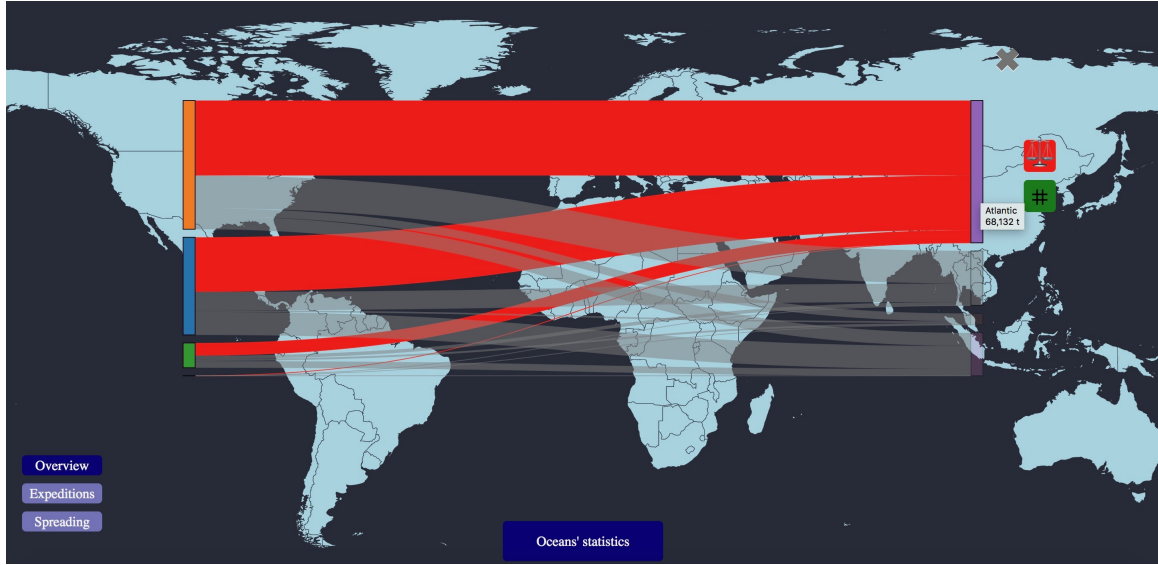 #
Atlantic
68,132 t
Overview
Expeditions
Spreading
Oceans' statistics